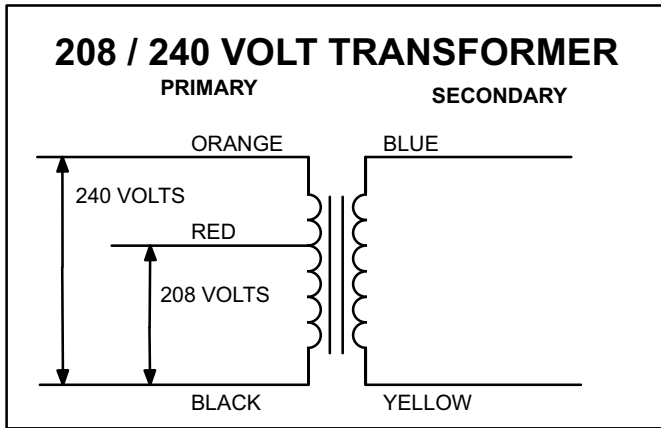 208 / 240 VOLT TRANSFORMER
PRIMARY
SECONDARY
ORANGE
BLUE
240 VOLTS
RED
208 VOLTS
BLACK
YELLOW